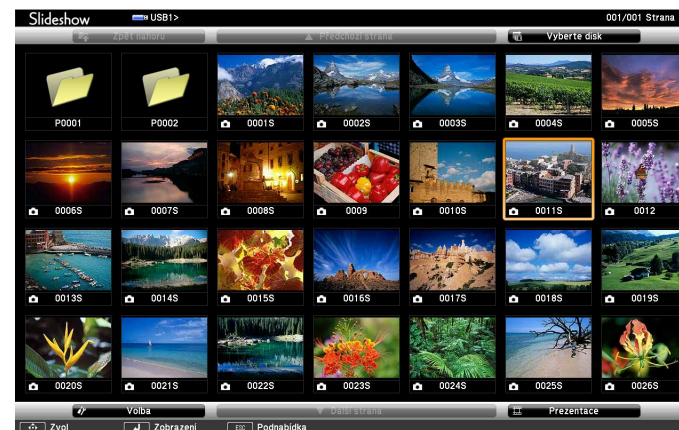 Slideshow USB1> 001/001 Strana
Zpět nahoru Předchozí strana Vyberte disk
P0001 P0002 0001S 0002S 0003S 0004S 0005S
0006S 0007S 0008S 0009 0010S 0011S 0012
0013S 0014S 0015S 0016S 0017S 0018S 0019S
0020S 0021S 0022S 0023S 0024S 0025S 0026S
Volba Další strana Prezentace
Zvol Zobrazení ESC Podnabídka